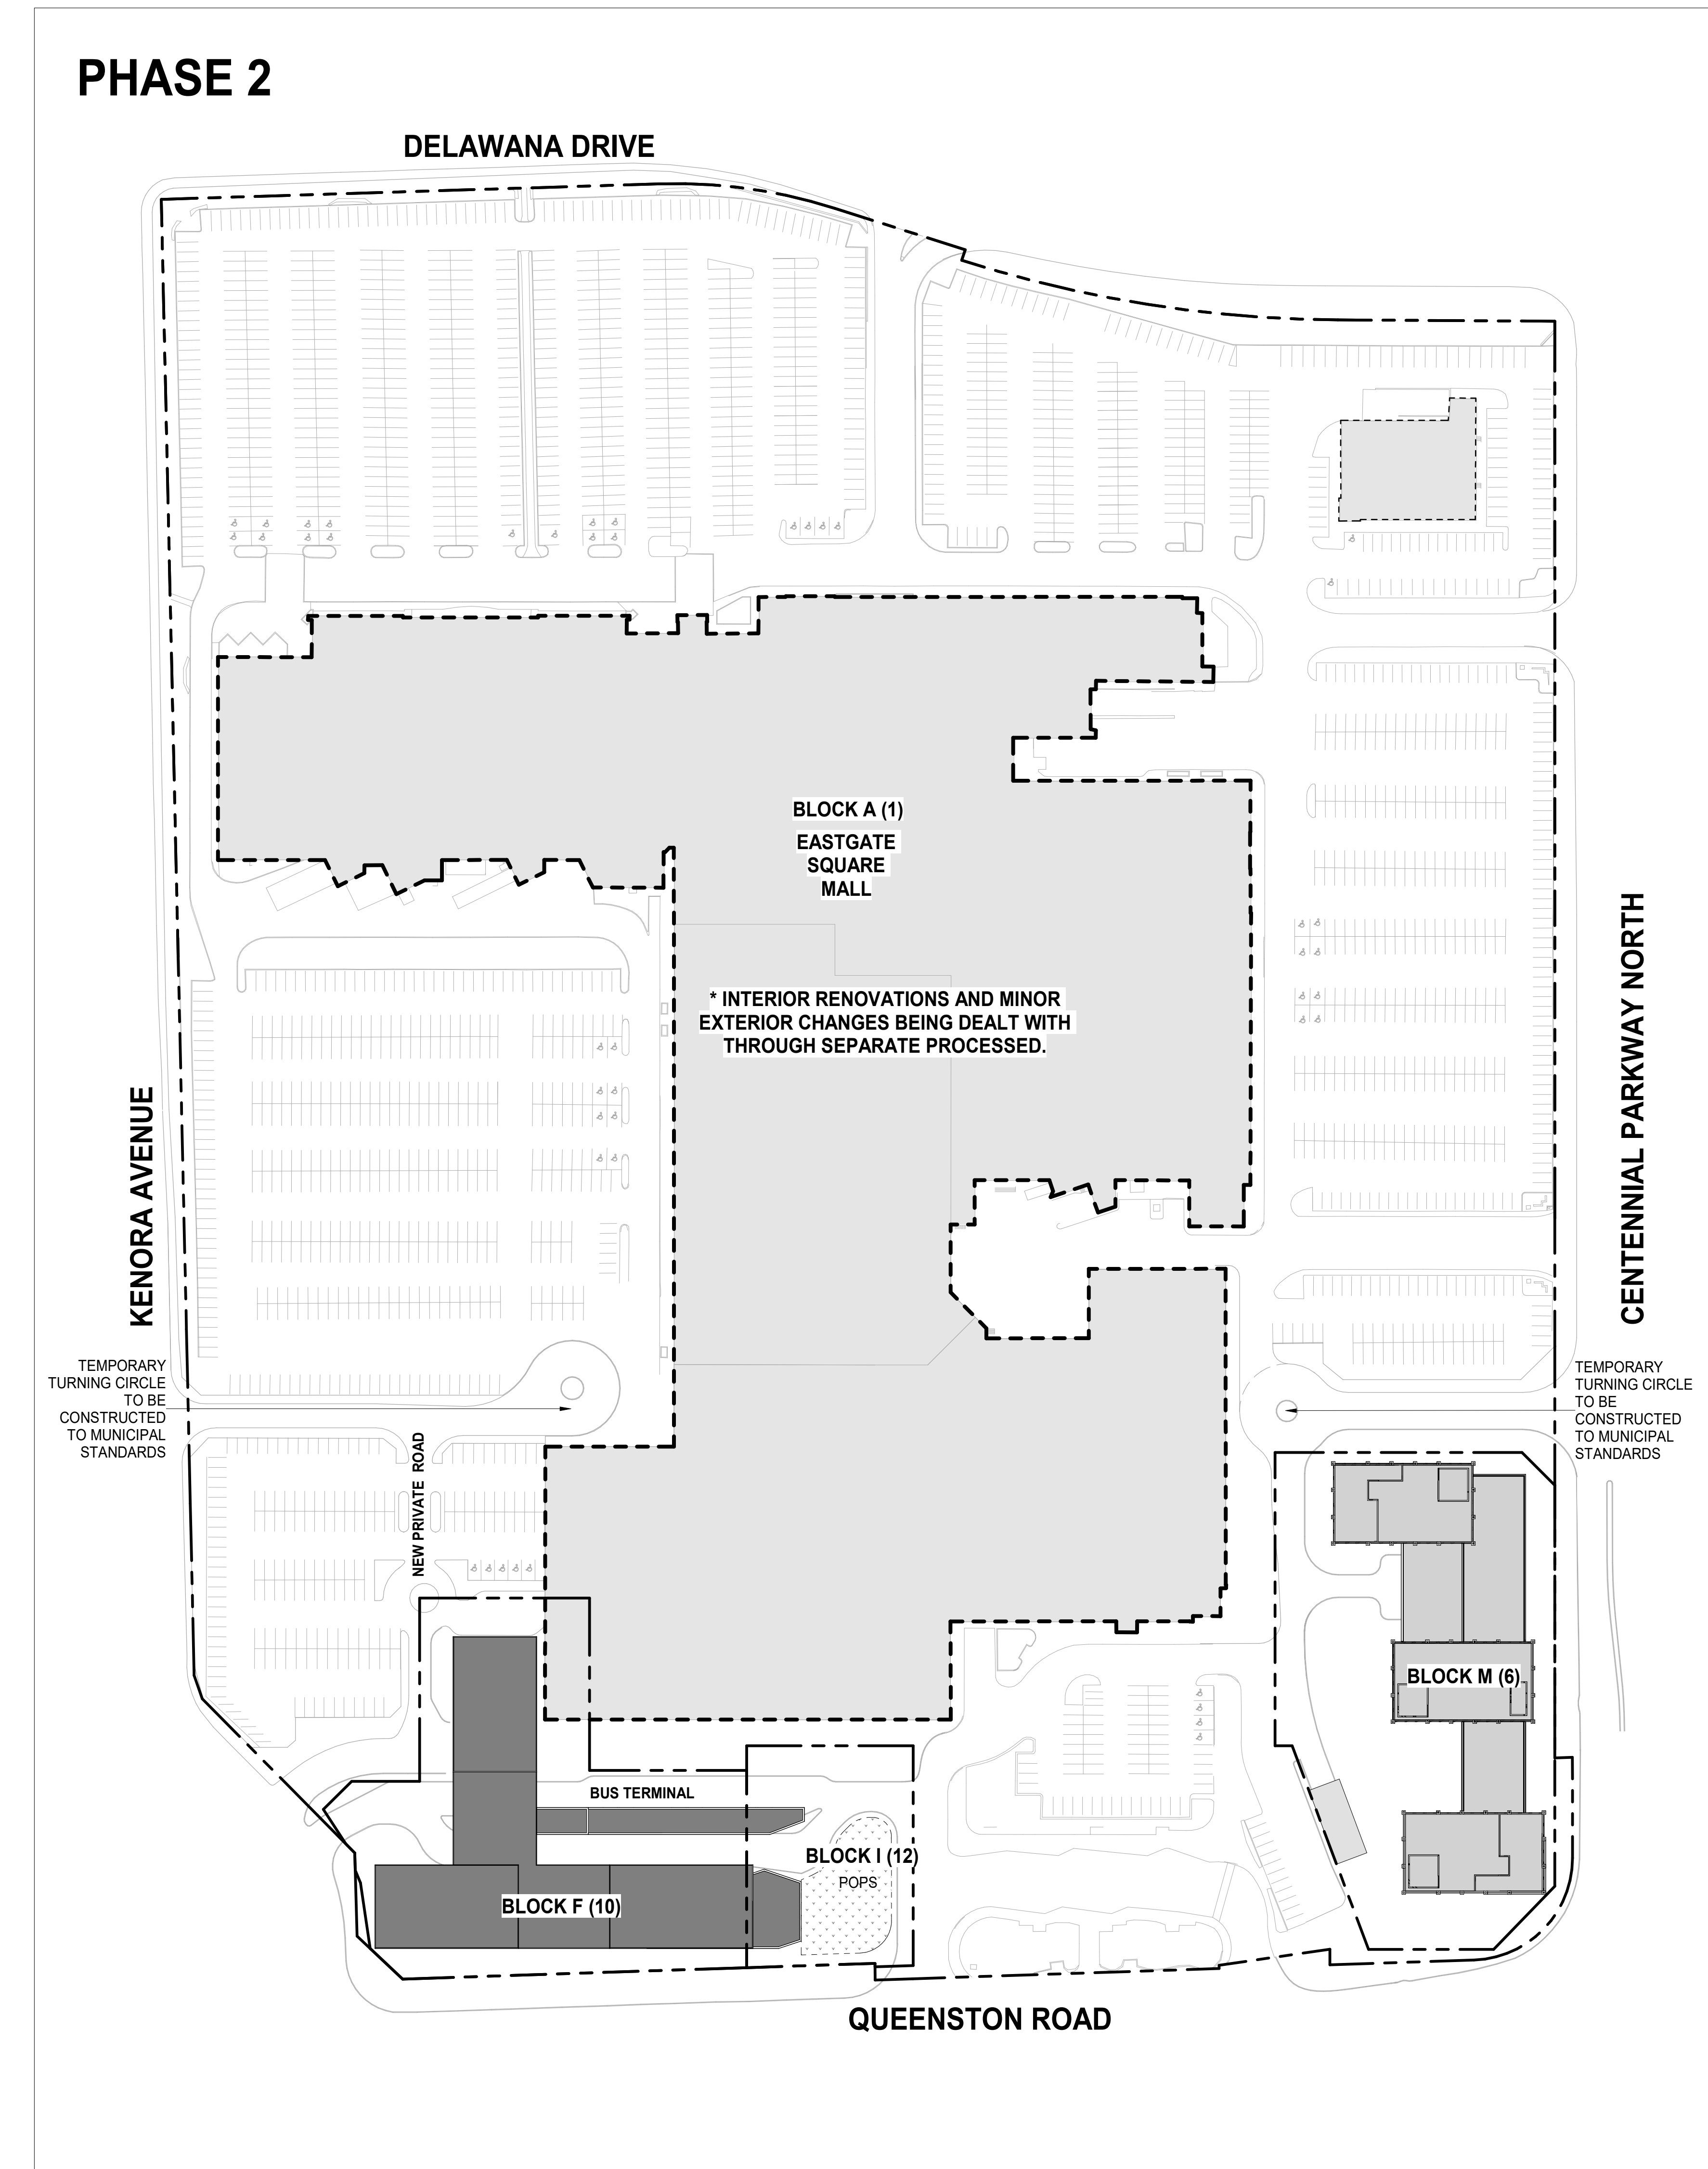 PHASE 2
DELAWANA DRIVE
BLOCK A (1)
EASTGATE
SQUARE
MALL
* INTERIOR RENOVATIONS AND MINOR
EXTERIOR CHANGES BEING DEALT WITH
THROUGH SEPARATE PROCESSED.
KENORA AVENUE
CENTENNIAL PARKWAY NORTH
TEMPORARY
TURNING CIRCLE
TO BE
CONSTRUCTED
TO MUNICIPAL
STANDARDS
TEMPORARY
TURNING CIRCLE
TO BE
CONSTRUCTED
TO MUNICIPAL
STANDARDS
NEW PRIVATE ROAD
BLOCK M (6)
BUS TERMINAL
BLOCK I (12)
POPS
BLOCK F (10)
QUEENSTON ROAD